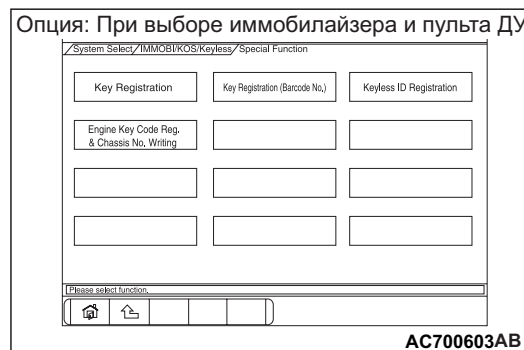 Опция: При выборе иммобилайзера и пульта ДУ
System Select/IMMOBI/KOS/Keyless/Special Function
Key Registration
Key Registration (Barcode No.)
Keyless ID Registration
Engine Key Code Reg.
& Chassis No. Writing
Please select function.
AC700603AB